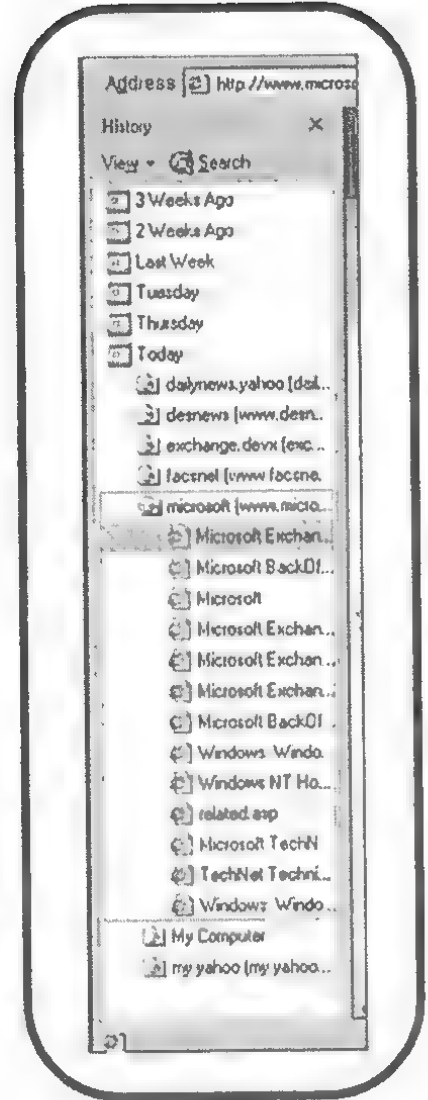 Address http://www.microso
History
View Search
3 Weeks Ago
2 Weeks Ago
Last Week
Tuesday
Thursday
Today
dailynews.yahoo (dail...
desnews (www.desn...
exchange.devx (exc...
facsnel (www.facsne.
microsoft (www.micro...
Microsoft Exchan...
Microsoft BackOf...
Microsoft
Microsoft Exchan...
Microsoft Exchan...
Microsoft Exchan...
Microsoft BackOf...
Windows Windo.
Windows NT Ho...
related.asp
Microsoft TechN
TechNet Techni...
Windows Windo...
My Computer
my yahoo (my yahoo...